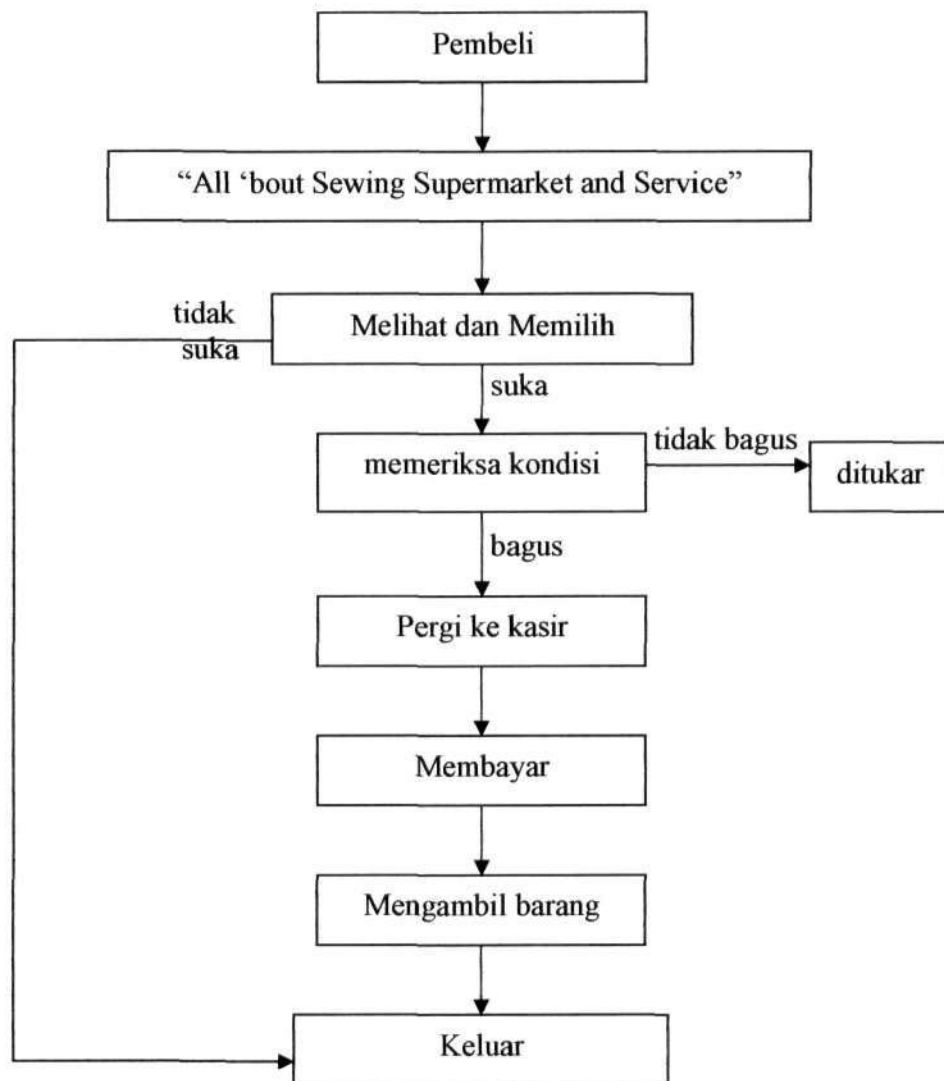 Pembeli
“All ‘bout Sewing Supermarket and Service”
Melihat dan Memilih
tidak
suka
suka
memeriksa kondisi
tidak bagus
ditukar
bagus
Pergi ke kasir
Membayar
Mengambil barang
Keluar